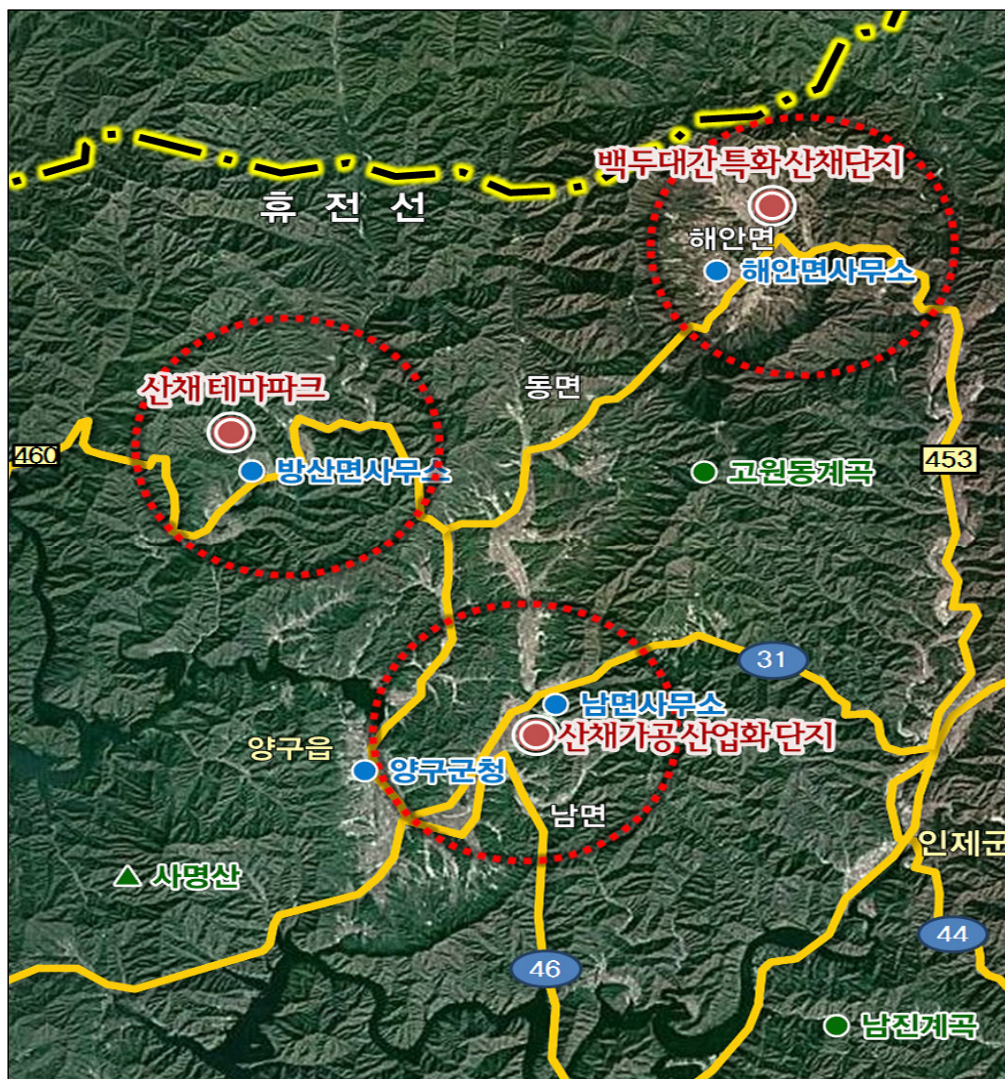 휴 전 선
백두대간 특화 산채단지
해안면
해안면사무소
산채 테마파크
동면
460
방산면사무소
고원동계곡
453
31
남면사무소
산채가공 산업화 단지
양구읍
양구군청
남면
인제군
사명산
44
46
남진계곡